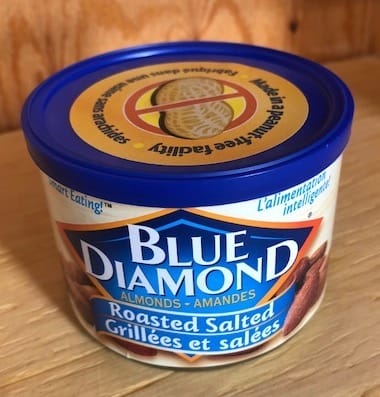 Made in a peanut-free facility
Fabriqué dans une usine sans arachides
Smart Eating!™
L'alimentation
intelligente!
BLUE
DIAMOND®
ALMONDS - AMANDES
Roasted Salted
Grillées et salées